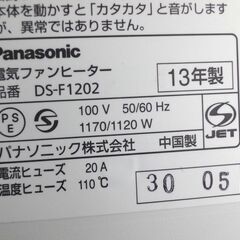 本体を動かすと「カタカタ」と音がします
が、異常ではありません。
Panasonic
電気ファンヒーター
13年製
品番 DS-F1202
PS
E
100 V 50/60 Hz
1170/1120 W
S
JET
パナソニック株式会社 中国製
電流ヒューズ 20 A
温度ヒューズ 110℃
30 05